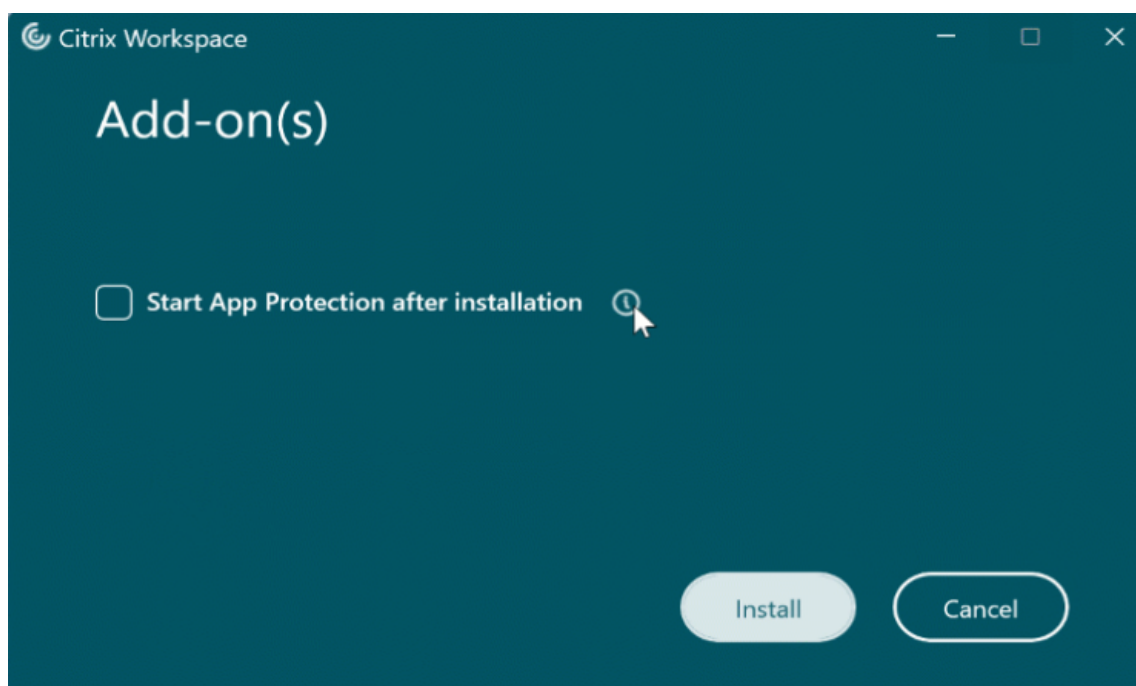 Citrix Workspace
Add-on(s)
Start App Protection after installation
Install Cancel